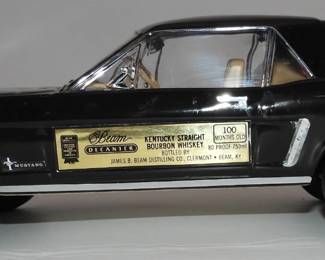 Beam
DECANTER
KENTUCKY STRAIGHT
BOURBON WHISKEY
BOTTLED BY
JAMES B. BEAM DISTILLING CO., CLERMONT • BEAM, KY
100
MONTHS OLD
80 PROOF 750ml
MUSTANG